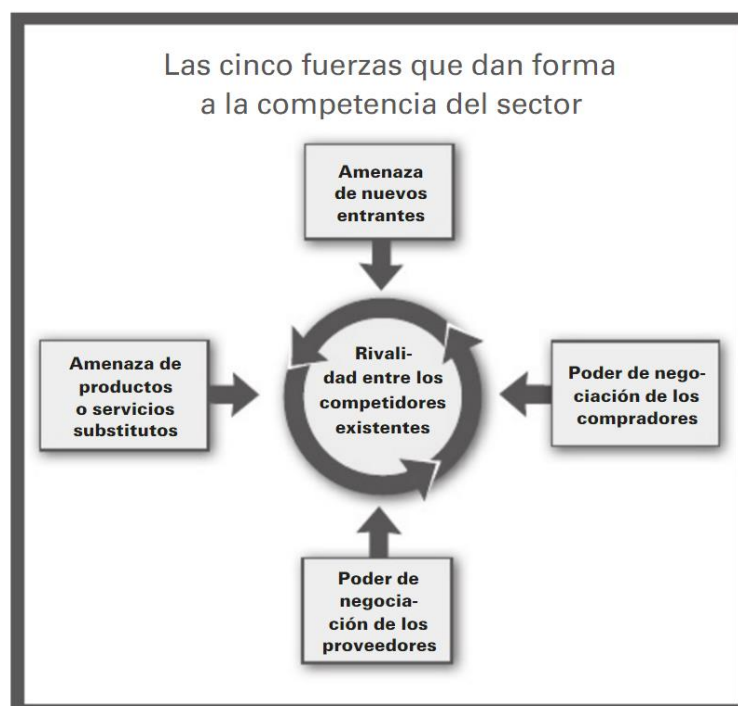 Las cinco fuerzas que dan forma
a la competencia del sector
Amenaza
de nuevos
entrantes
Amenaza de
productos
o servicios
substitutos
Rivali-
dad entre los
competidores
existentes
Poder de nego-
ciación de los
compradores
Poder de
negocia-
ción de los
proveedores